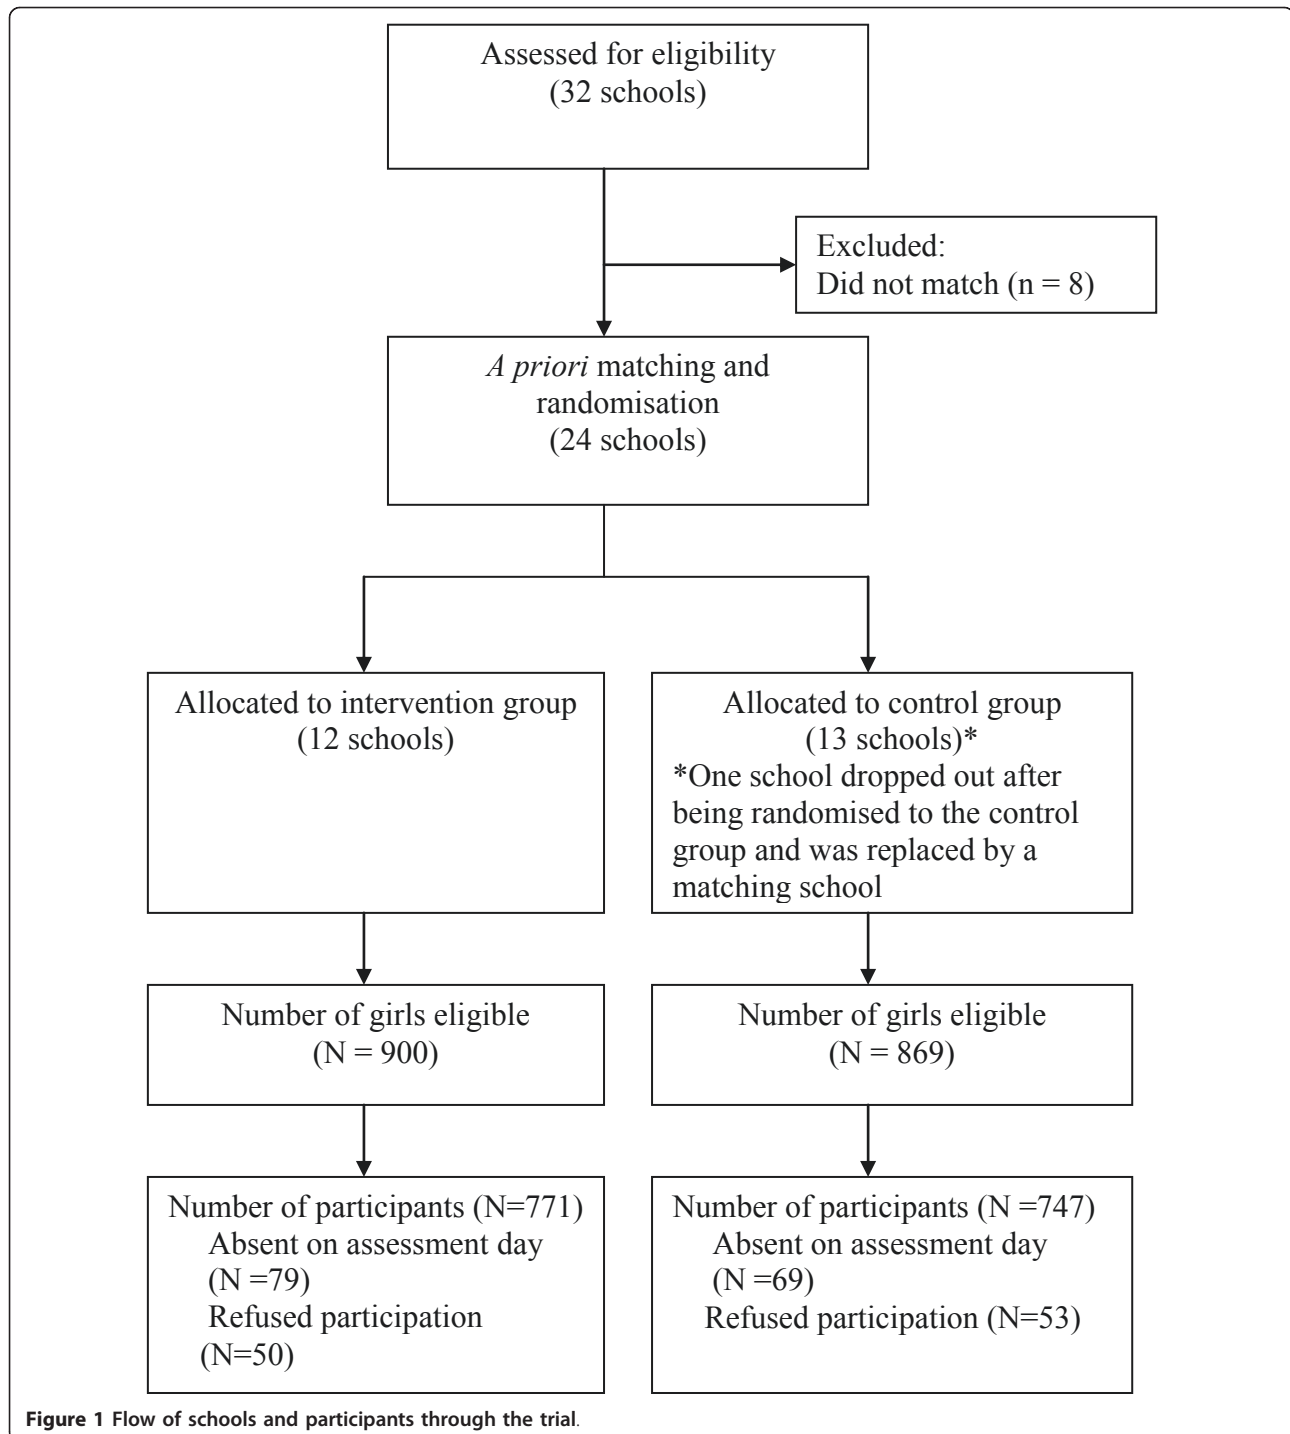 Assessed for eligibility
(32 schools)
Excluded:
Did not match (n = 8)
A priori matching and
randomisation
(24 schools)
Allocated to intervention group
(12 schools)
Allocated to control group
(13 schools)*
*One school dropped out after
being randomised to the control
group and was replaced by a
matching school
Number of girls eligible
(N = 900)
Number of girls eligible
(N = 869)
Number of participants (N=771)
Absent on assessment day
(N =79)
Refused participation
(N=50)
Number of participants (N =747)
Absent on assessment day
(N =69)
Refused participation (N=53)
Figure 1 Flow of schools and participants through the trial.